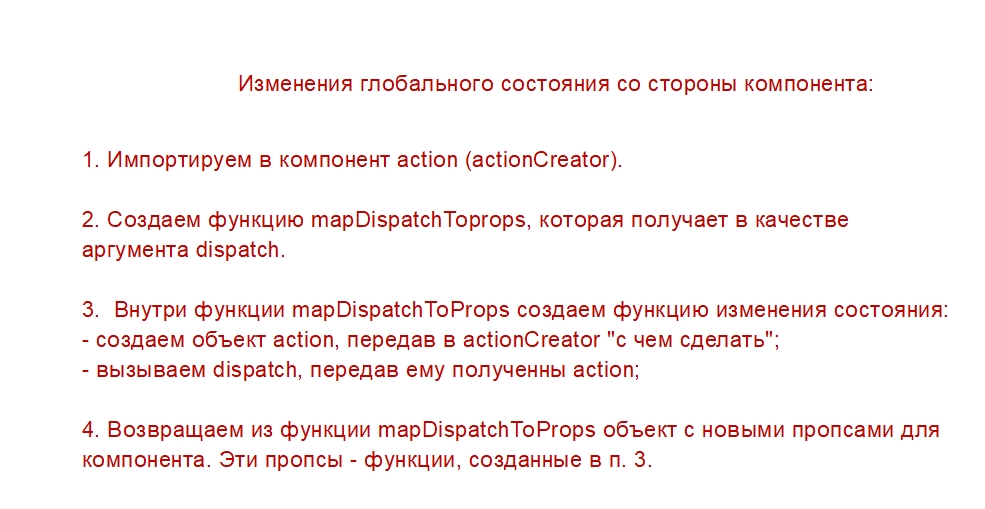 Изменения глобального состояния со стороны компонента:
1. Импортируем в компонент action (actionCreator).
2. Создаем функцию mapDispatchToprops, которая получает в качестве
аргумента dispatch.
3.  Внутри функции mapDispatchToProps создаем функцию изменения состояния:
- создаем объект action, передав в actionCreator "с чем сделать";
- вызываем dispatch, передав ему полученны action;
4. Возвращаем из функции mapDispatchToProps объект с новыми пропсами для
компонента. Эти пропсы - функции, созданные в п. 3.